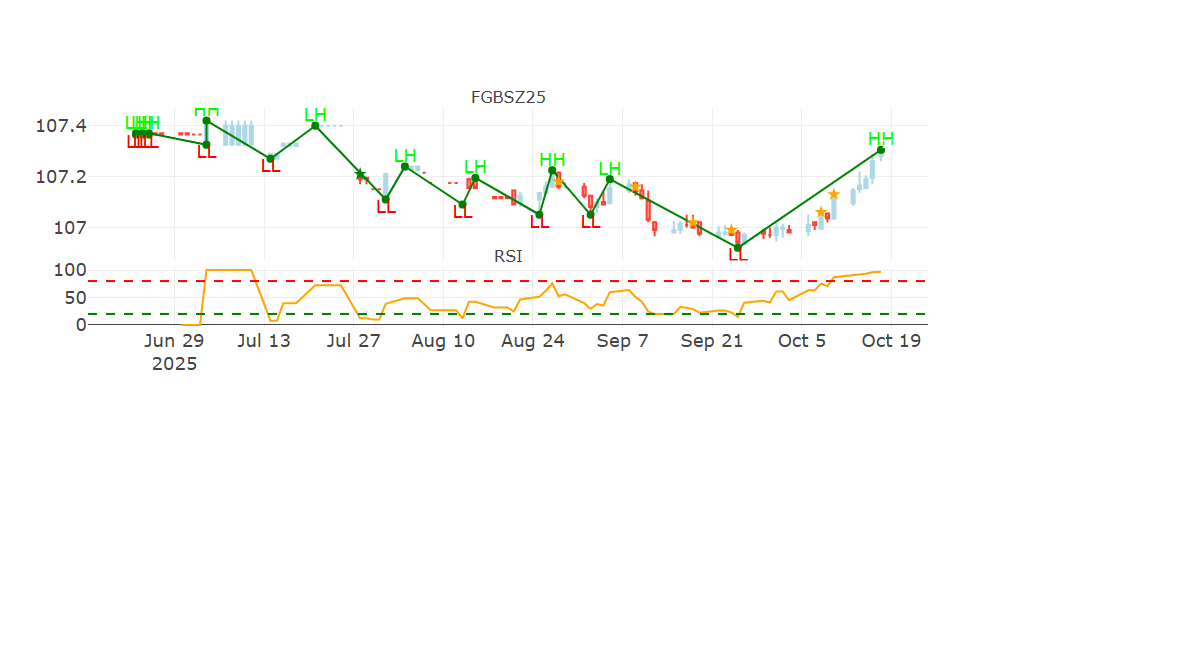 FGBSZ25
HH
LH
HH
107.4
LL
LL
LH
LH
HH
LH
107.2
LL
LL
LL
LL
107
LL
RSI
100
50
0
Jun 29
2025
Jul 13
Jul 27
Aug 10
Aug 24
Sep 7
Sep 21
Oct 5
Oct 19